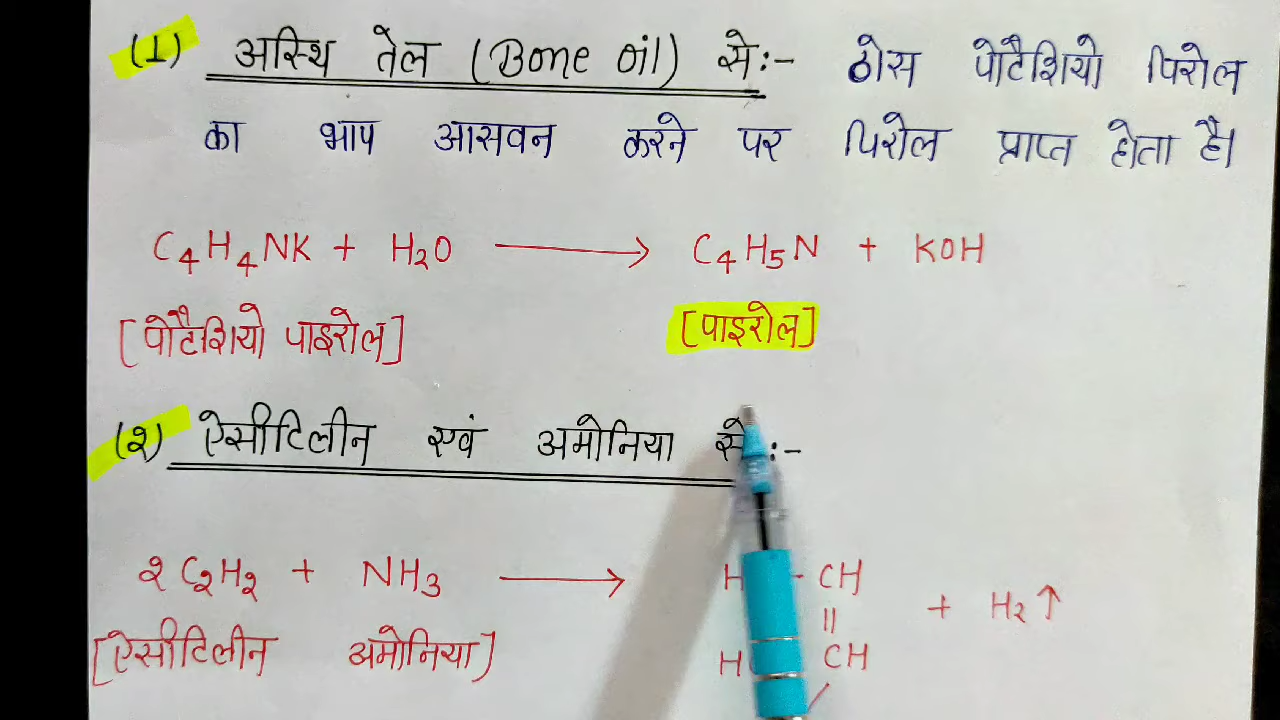 (1) अस्थि तेल (Bone oil) से:- ठोस पोटैशियो पिरोल
का भाप आसवन करने पर पिरोल प्राप्त होता है।
C₄H₄NK + H₂O ⟶ C₄H₅N + KOH
[पोटैशियो पाइरोल] [पाइरोल]
(२) ऐसीटिलीन एवं अमोनिया से:-
2C₂H₂ + NH₃ ⟶ H - CH + H₂↑
||
H CH
[ऐसीटिलीन अमोनिया]